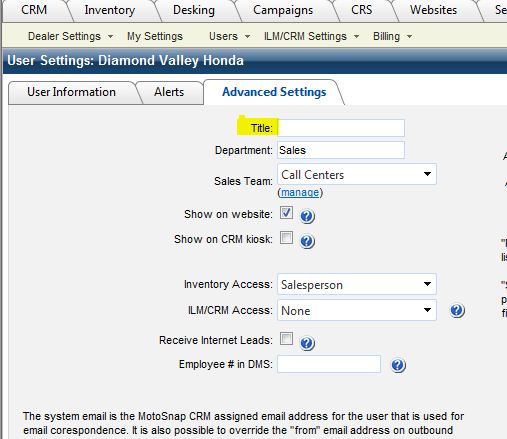 CRM Inventory Desking Campaigns CRS Websites
Dealer Settings My Settings Users ILM/CRM Settings Billing
User Settings: Diamond Valley Honda
User Information Alerts Advanced Settings
Title:
Department: Sales
Sales Team: Call Centers
(manage)
Show on website: ?
Show on CRM kiosk: ?
Inventory Access: Salesperson
ILM/CRM Access: None ?
Receive Internet Leads: ?
Employee # in DMS: ?
The system email is the MotoSnap CRM assigned email address for the user that is used for
email corespondence. It is also possible to override the "from" email address on outbound